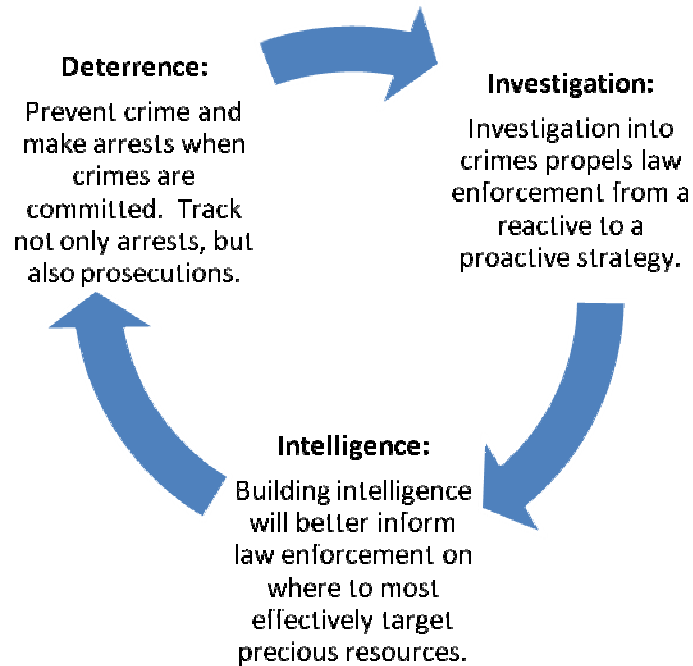 Deterrence:
Prevent crime and
make arrests when
crimes are
committed.  Track
not only arrests, but
also prosecutions.
Investigation:
Investigation into
crimes propels law
enforcement from a
reactive to a
proactive strategy.
Intelligence:
Building intelligence
will better inform
law enforcement on
where to most
effectively target
precious resources.